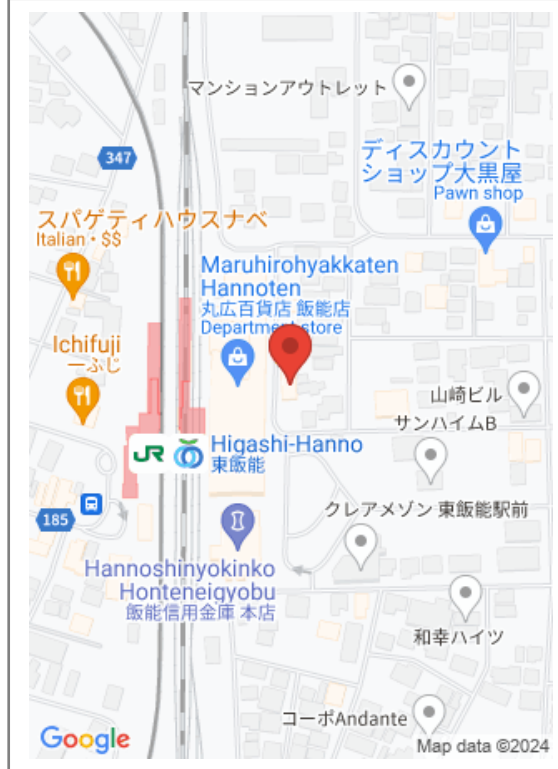 マンションアウトレット
347
ディスカウント
ショップ大黒屋
Pawn shop
スパゲティハウスナベ
Italian・$$
Maruhirohyakkaten
Hannoten
丸広百貨店 飯能店
Department store
Ichifuji
一ふじ
山崎ビル
サンハイムB
JR
Higashi-Hanno
東飯能
185
クレアメゾン 東飯能駅前
Hannoshinyokinko
Honteneigyobu
飯能信用金庫 本店
和幸ハイツ
コーポAndante
Google
Map data ©2024